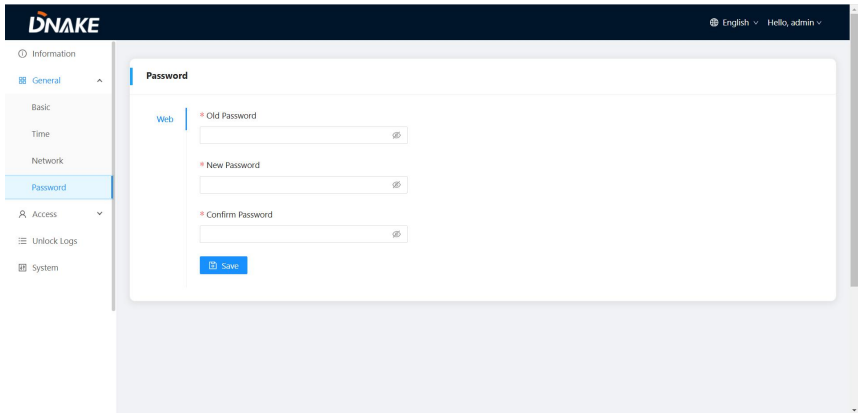 DNAKE
English
Hello, admin
Information
General
Basic
Time
Network
Password
Access
Unlock Logs
System
Password
Web
* Old Password
* New Password
* Confirm Password
Save